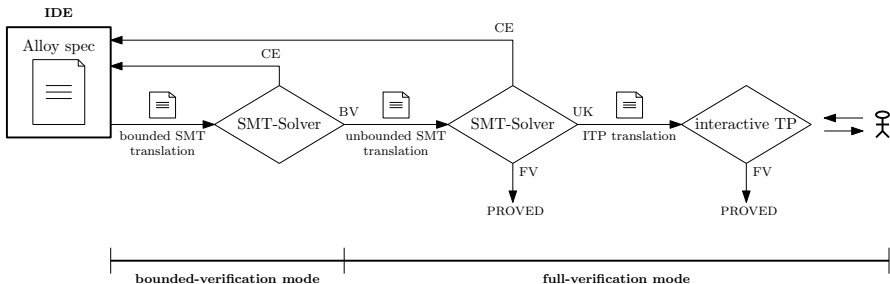 IDE
Alloy spec
CE
CE
bounded SMT
translation
SMT-Solver
BV
unbounded SMT
translation
SMT-Solver
UK
ITP translation
interactive TP
FV
PROVED
FV
PROVED
bounded-verification mode
full-verification mode